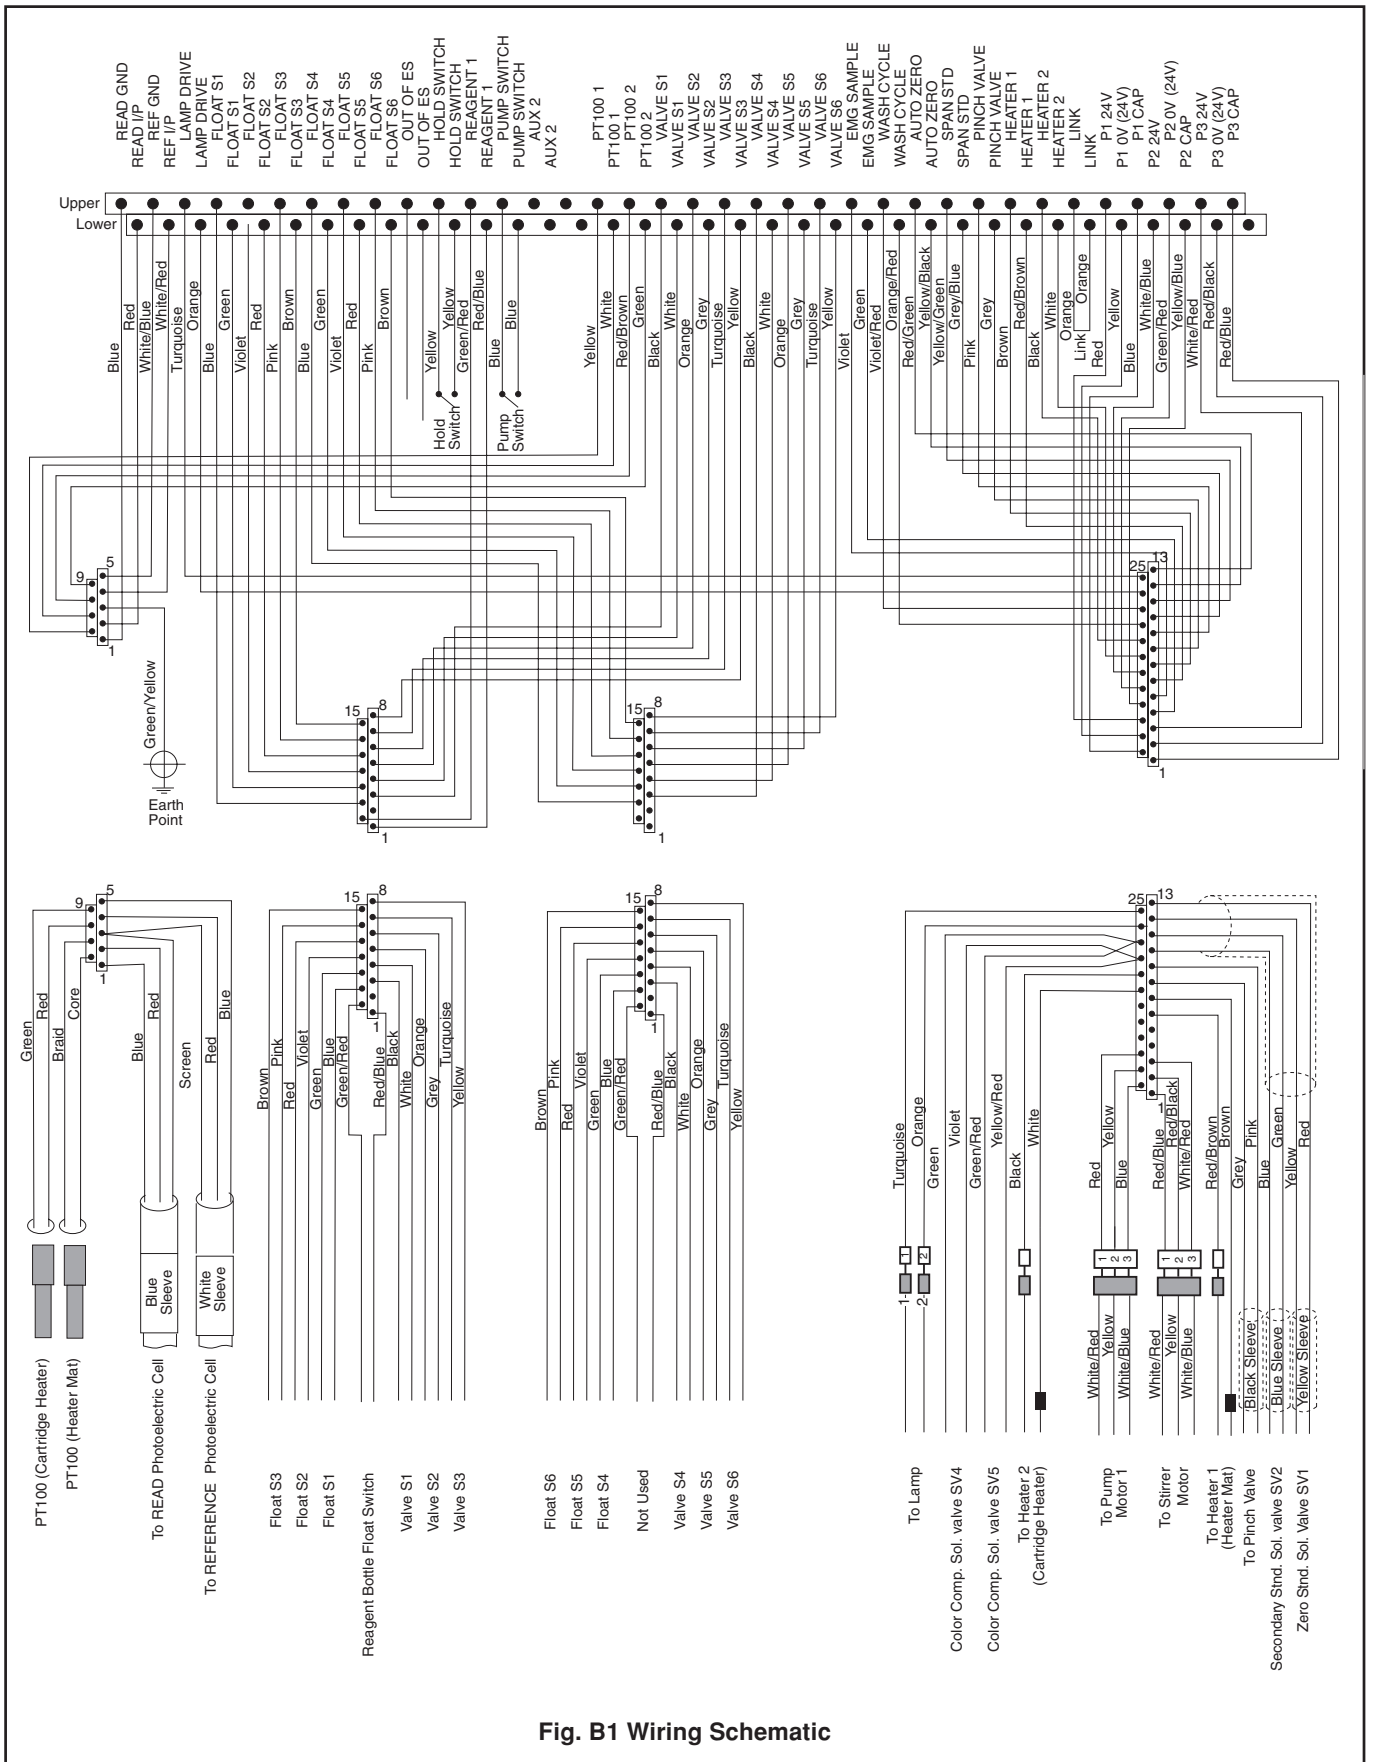 READ GND
READ I/P
REF GND
REF I/P
LAMP DRIVE
LAMP DRIVE
FLOAT S1
FLOAT S1
FLOAT S2
FLOAT S2
FLOAT S3
FLOAT S3
FLOAT S4
FLOAT S4
FLOAT S5
FLOAT S5
FLOAT S6
FLOAT S6
OUT OF ES
OUT OF ES
HOLD SWITCH
HOLD SWITCH
REAGENT 1
REAGENT 1
PUMP SWITCH
PUMP SWITCH
AUX 2
AUX 2
PT100 1
PT100 1
PT100 2
PT100 2
VALVE S1
VALVE S1
VALVE S2
VALVE S2
VALVE S3
VALVE S3
VALVE S4
VALVE S4
VALVE S5
VALVE S5
VALVE S6
VALVE S6
EMG SAMPLE
EMG SAMPLE
WASH CYCLE
WASH CYCLE
AUTO ZERO
AUTO ZERO
SPAN STD
SPAN STD
PINCH VALVE
PINCH VALVE
HEATER 1
HEATER 1
HEATER 2
HEATER 2
LINK
LINK
P1 24V
P1 0V (24V)
P1 CAP
P2 24V
P2 0V (24V)
P2 CAP
P3 24V
P3 0V (24V)
P3 CAP
Upper
Lower
Blue
Red
White/Blue
White/Red
Turquoise
Orange
Blue
Green
Violet
Red
Pink
Brown
Blue
Green
Violet
Red
Pink
Brown
Yellow
Yellow
Green/Red
Red/Blue
Blue
Blue
Yellow
White
Red/Brown
Green
Black
White
Orange
Grey
Turquoise
Yellow
Black
White
Orange
Grey
Turquoise
Yellow
Violet
Green
Violet/Red
Orange/Red
Red/Green
Yellow/Black
Yellow/Green
Grey/Blue
Pink
Grey
Brown
Red/Brown
Black
White
Orange
Link
Orange
Red
Yellow
Blue
White/Blue
Green/Red
Yellow/Blue
White/Red
Red/Black
Red/Blue
Hold
Switch
Pump
Switch
5
9
1
Green/Yellow
Earth
Point
15
8
1
15
8
1
25
13
1
5
9
1
Green
Red
Braid
Core
Blue
Red
Screen
Red
Blue
Blue
Sleeve
White
Sleeve
PT100 (Cartridge Heater)
PT100 (Heater Mat)
To READ Photoelectric Cell
To REFERENCE Photoelectric Cell
15
8
1
Brown
Pink
Red
Violet
Green
Blue
Green/Red
Red/Blue
Black
White
Orange
Grey
Turquoise
Yellow
Float S3
Float S2
Float S1
Reagent Bottle Float Switch
Valve S1
Valve S2
Valve S3
15
8
1
Brown
Pink
Red
Violet
Green
Blue
Green/Red
Red/Blue
Black
White
Orange
Grey
Turquoise
Yellow
Float S6
Float S5
Float S4
Not Used
Valve S4
Valve S5
Valve S6
25
13
1
Turquoise
Orange
Green
Violet
Green/Red
Yellow/Red
Black
White
Red
Yellow
Blue
Red/Blue
Red/Black
White/Red
Red/Brown
Brown
Grey
Pink
Blue
Green
Yellow
Red
1
2
1
2
3
1
2
3
1
2
White/Red
Yellow
White/Blue
White/Red
Yellow
White/Blue
Black Sleeve
Blue Sleeve
Yellow Sleeve
To Lamp
Color Comp. Sol. valve SV4
Color Comp. Sol. valve SV5
To Heater 2
(Cartridge Heater)
To Pump
Motor 1
To Stirrer
Motor
To Heater 1
(Heater Mat)
To Pinch Valve
Secondary Stnd. Sol. Valve SV2
Zero Stnd. Sol. Valve SV1
Fig. B1 Wiring Schematic